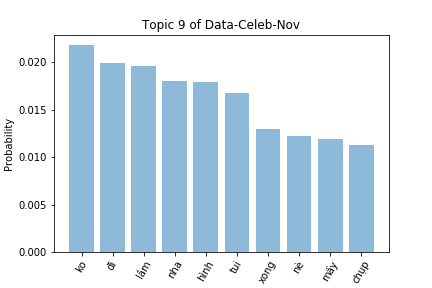 Topic 9 of Data-Celeb-Nov
Probability
0.020
0.015
0.010
0.005
0.000
ko
đi
lắm
nha
hình
tui
xong
nè
mấy
chụp